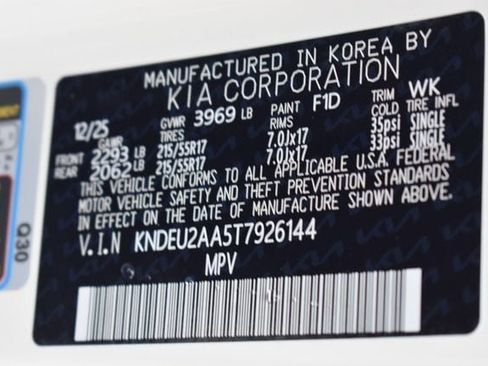 MANUFACTURED IN KOREA BY
KIA CORPORATION
12/25 GVWR 3969 LB PAINT F1D TRIM WK
GAWR TIRES RIMS COLD TIRE INFL
FRONT 2293 LB 215/55R17 7.0Jx17 35psi SINGLE
REAR 2062 LB 215/55R17 7.0Jx17 33psi SINGLE
THIS VEHICLE CONFORMS TO ALL APPLICABLE U.S.A. FEDERAL
MOTOR VEHICLE SAFETY AND THEFT PREVENTION STANDARDS
IN EFFECT ON THE DATE OF MANUFACTURE SHOWN ABOVE.
V.I.N KNDEU2AA5T7926144
MPV
Q30